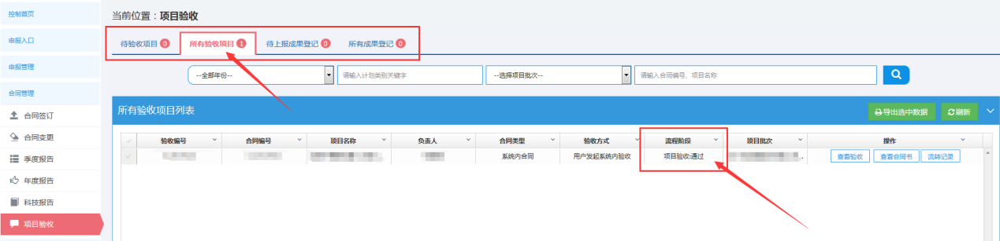 控制首页
申报入口
申报管理
合同管理
合同签订
合同变更
季度报告
年度报告
科技报告
项目验收
当前位置：项目验收
待验收项目 0 所有验收项目 1 待上报成果登记 0 所有成果登记 0
--全部年份-- 请输入计划类别关键字 --选择项目批次-- 请输入合同编号、项目名称
所有验收项目列表 导出选中数据 刷新
验收编号 合同编号 项目名称 负责人 合同类型 验收方式 流程阶段 项目批次 操作
系统内合同 用户发起系统内验收 项目验收:通过 查看验收 查看合同书 流转记录